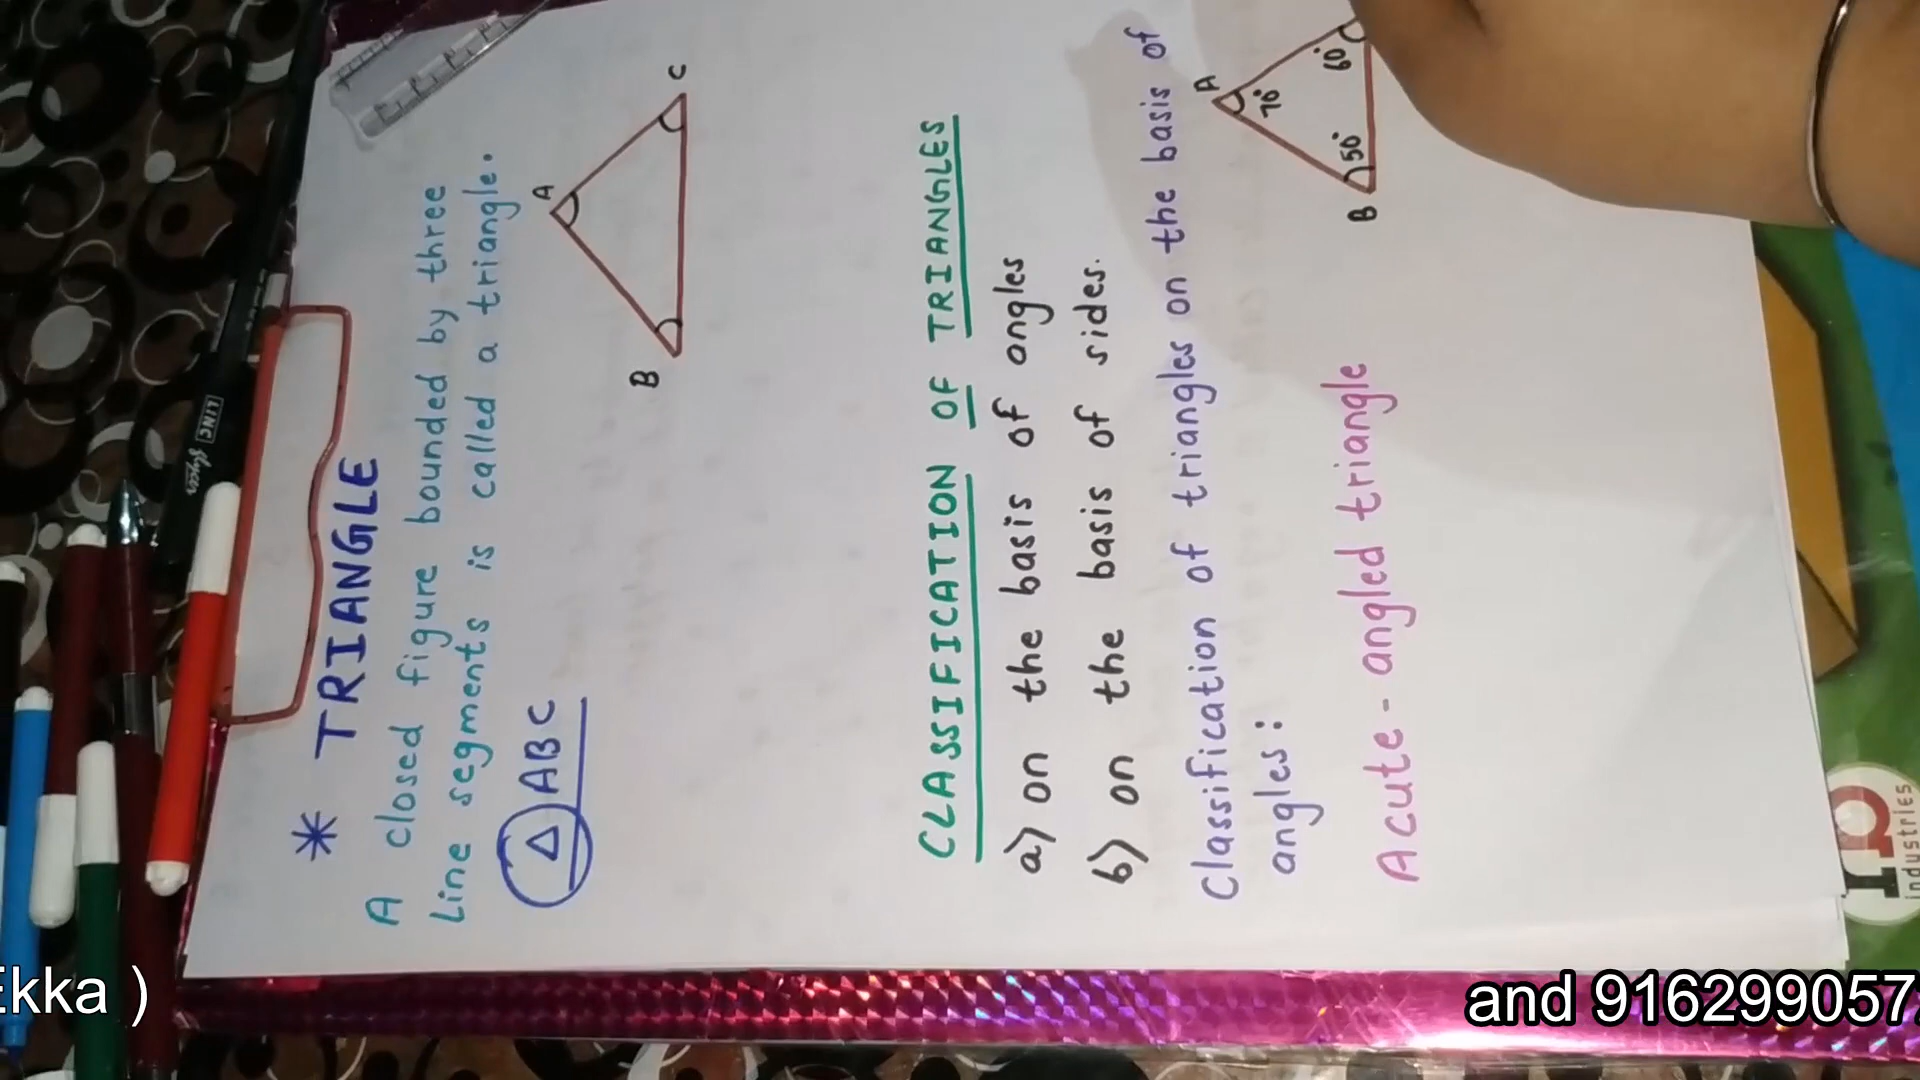 * TRIANGLE
A closed figure bounded by three
Line segments is called a triangle.
△ ABC
A
B
C
CLASSIFICATION OF TRIANGLES
a) on the basis of angles
b) on the basis of sides.
Classification of triangles on the basis of
angles:
Acute-angled triangle
A
70°
60°
50°
B
LINC
industries
Ekka )
and 916299057